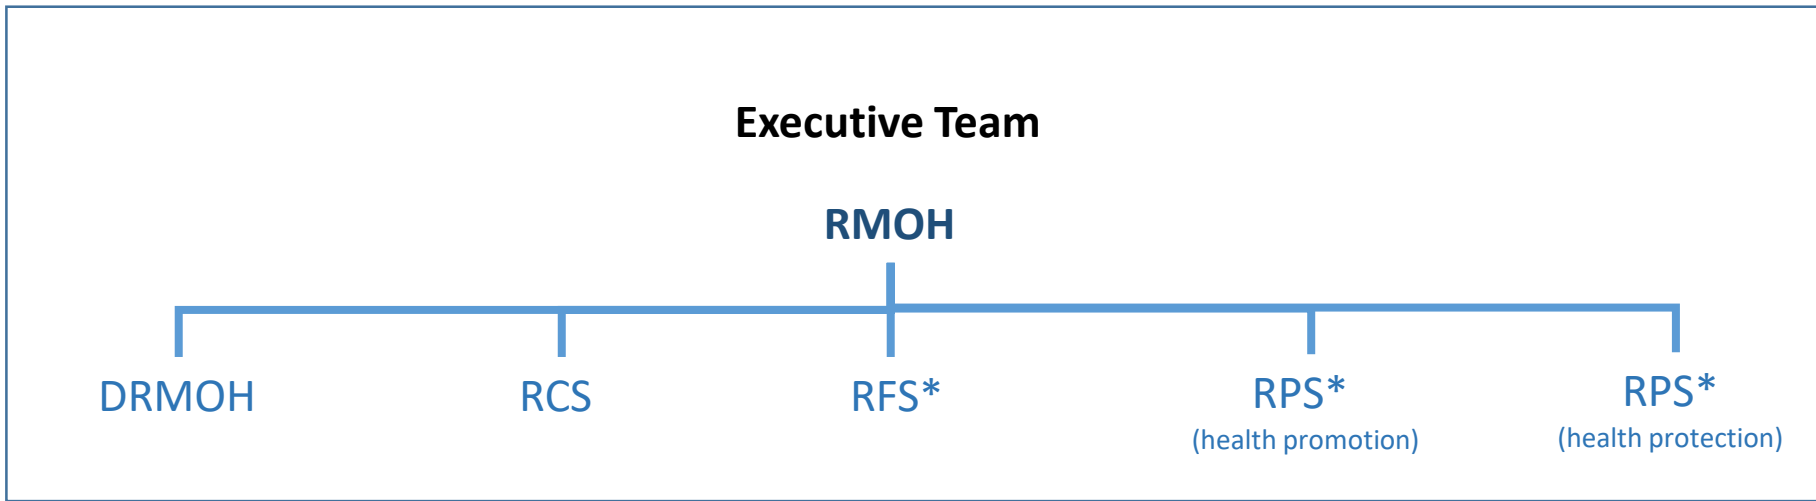 Executive Team
RMOH
DRMOH
RCS
RFS*
RPS*
(health promotion)
RPS*
(health protection)